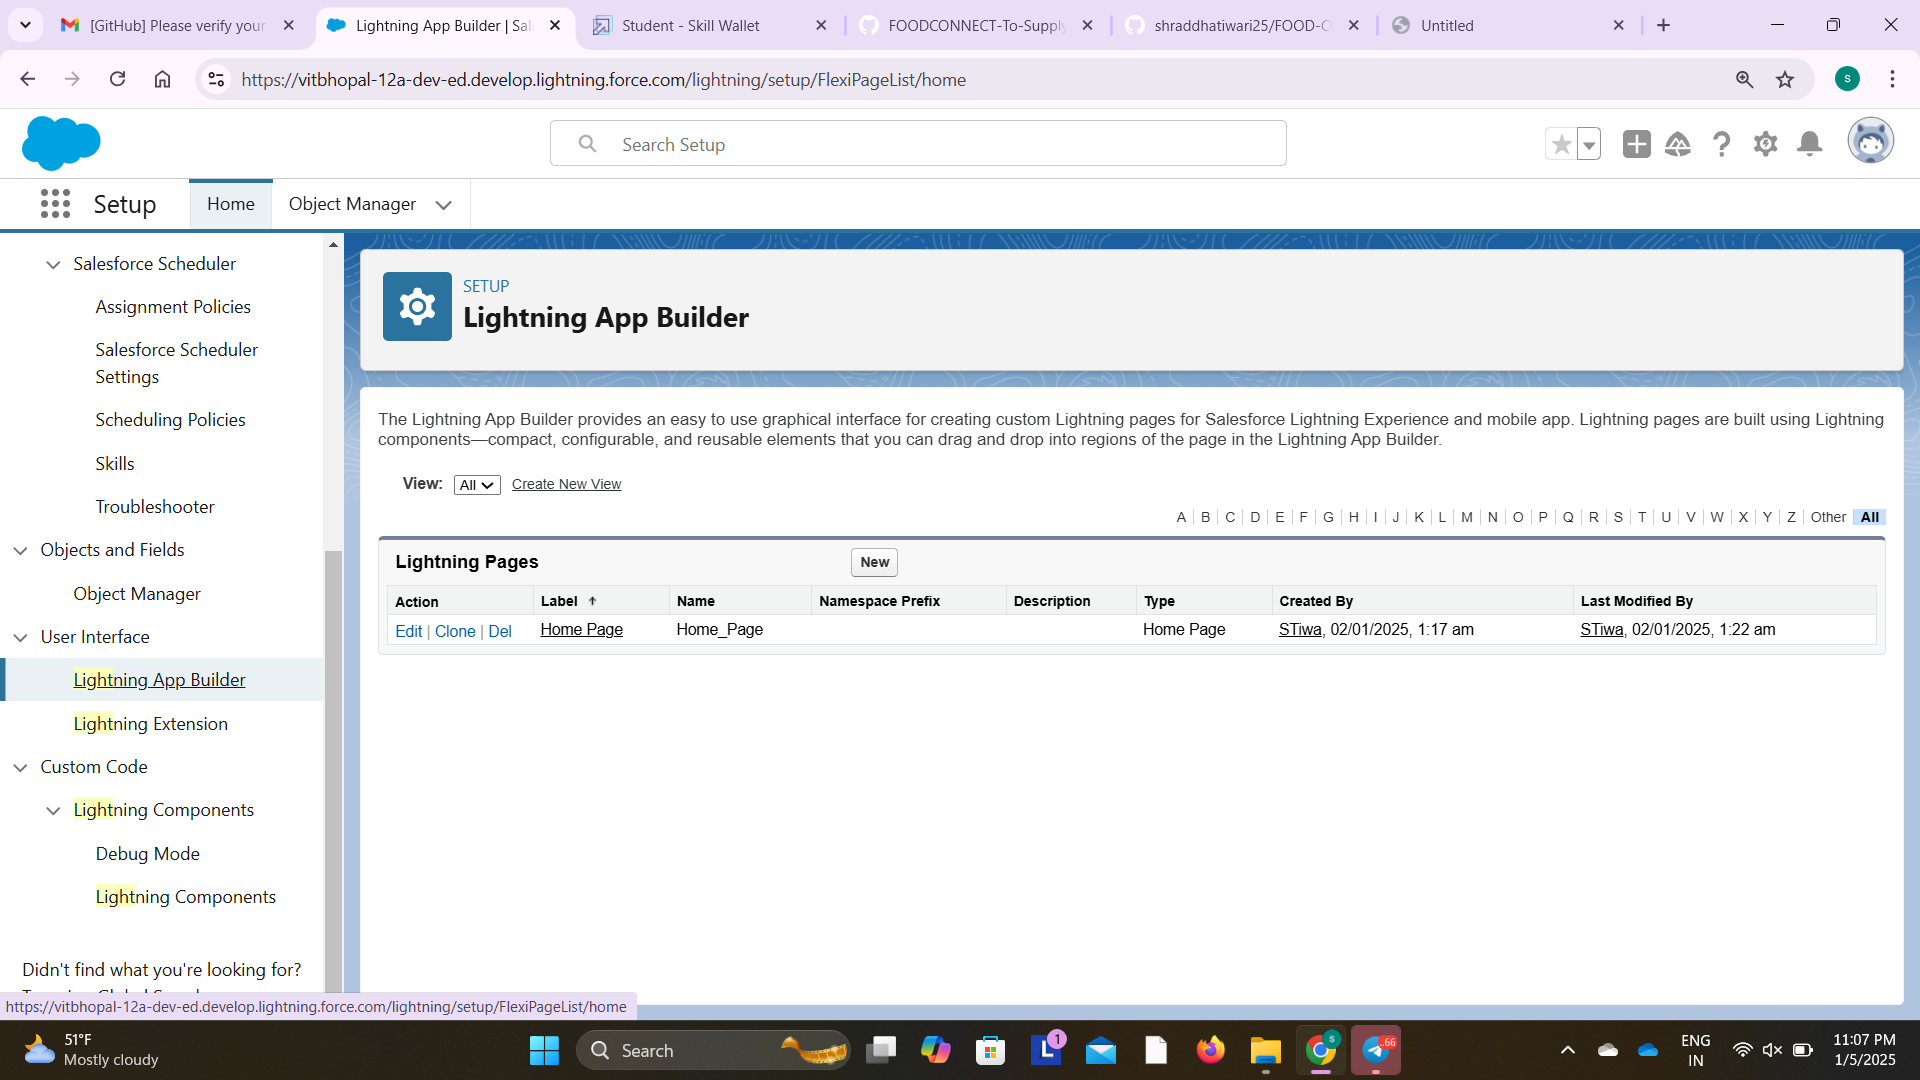 [GitHub] Please verify your
Lightning App Builder | Sal
Student - Skill Wallet
FOODCONNECT-To-Supply
shraddhatiwari25/FOOD-C
Untitled
https://vitbhopal-12a-dev-ed.develop.lightning.force.com/lightning/setup/FlexiPageList/home
S
Search Setup
Setup
Home
Object Manager
Salesforce Scheduler
Assignment Policies
Salesforce Scheduler
Settings
Scheduling Policies
Skills
Troubleshooter
Objects and Fields
Object Manager
User Interface
Lightning App Builder
Lightning Extension
Custom Code
Lightning Components
Debug Mode
Lightning Components
Didn't find what you're looking for?
https://vitbhopal-12a-dev-ed.develop.lightning.force.com/lightning/setup/FlexiPageList/home
SETUP
Lightning App Builder
The Lightning App Builder provides an easy to use graphical interface for creating custom Lightning pages for Salesforce Lightning Experience and mobile app. Lightning pages are built using Lightning
components—compact, configurable, and reusable elements that you can drag and drop into regions of the page in the Lightning App Builder.
View: All Create New View
A | B | C | D | E | F | G | H | I | J | K | L | M | N | O | P | Q | R | S | T | U | V | W | X | Y | Z | Other | All
Lightning Pages New
Action Label Name Namespace Prefix Description Type Created By Last Modified By
Edit | Clone | Del Home Page Home_Page Home Page STiwa, 02/01/2025, 1:17 am STiwa, 02/01/2025, 1:22 am
51°F
Mostly cloudy
Search
L
1
S
..66
ENG
IN
11:07 PM
1/5/2025